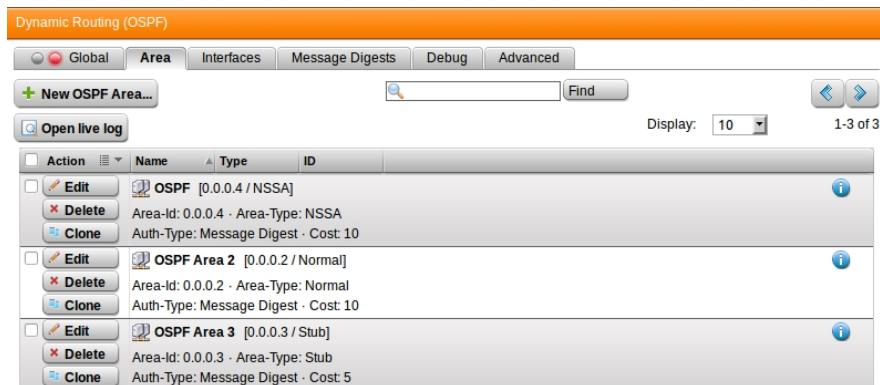 Dynamic Routing (OSPF)
Global Area Interfaces Message Digests Debug Advanced
New OSPF Area... Find
Open live log Display: 10 1-3 of 3
Action Name Type ID
Edit OSPF [0.0.0.4 / NSSA]
Delete Area-Id: 0.0.0.4 · Area-Type: NSSA
Clone Auth-Type: Message Digest · Cost: 10
Edit OSPF Area 2 [0.0.0.2 / Normal]
Delete Area-Id: 0.0.0.2 · Area-Type: Normal
Clone Auth-Type: Message Digest · Cost: 10
Edit OSPF Area 3 [0.0.0.3 / Stub]
Delete Area-Id: 0.0.0.3 · Area-Type: Stub
Clone Auth-Type: Message Digest · Cost: 5